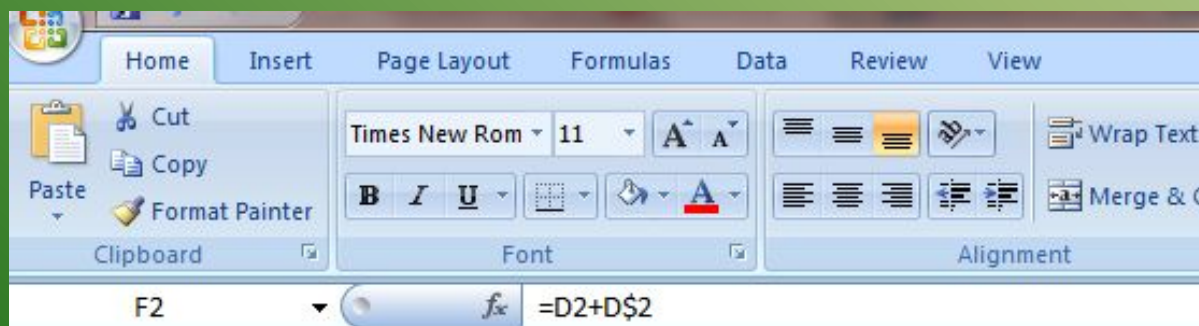 Home Insert Page Layout Formulas Data Review View
Cut
Copy
Paste
Format Painter
Clipboard
Times New Rom 11 A A
B I U A
Font
Wrap Text
Merge &
Alignment
F2 fx =D2+D$2